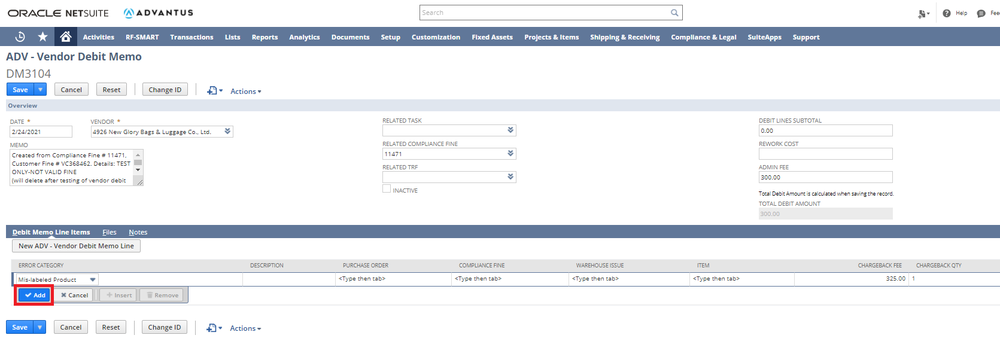 ORACLE NETSUITE ADVANTUS Search Help Fee
Activities RF-SMART Transactions Lists Reports Analytics Documents Setup Customization Fixed Assets Projects & Items Shipping & Receiving Compliance & Legal SuiteApps Support
ADV - Vendor Debit Memo
DM3104
Save Cancel Reset Change ID Actions
Overview
DATE *
2/24/2021
VENDOR *
4926 New Glory Bags & Luggage Co., Ltd.
MEMO
Created from Compliance Fine # 11471,
Customer Fine # VC368462. Details: TEST
ONLY-NOT VALID FINE
(will delete after testing of vendor debit
RELATED TASK
RELATED COMPLIANCE FINE
11471
RELATED TRF
INACTIVE
DEBIT LINES SUBTOTAL
0.00
REWORK COST
ADMIN FEE
300.00
Total Debit Amount is calculated when saving the record.
TOTAL DEBIT AMOUNT
300.00
Debit Memo Line Items Files Notes
New ADV - Vendor Debit Memo Line
ERROR CATEGORY DESCRIPTION PURCHASE ORDER COMPLIANCE FINE WAREHOUSE ISSUE ITEM CHARGEBACK FEE CHARGEBACK QTY
Mis-labeled Product <Type then tab> <Type then tab> <Type then tab> <Type then tab> 325.00 1
Add Cancel Insert Remove
Save Cancel Reset Change ID Actions